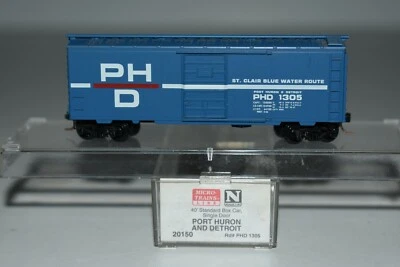 PH
D
ST. CLAIR BLUE WATER ROUTE
PORT HURON & DETROIT
PHD 1305
MICRO-TRAINS
LINE
N
40' Standard Box Car,
Single Door
PORT HURON
AND DETROIT
20150
Rd# PHD 1305